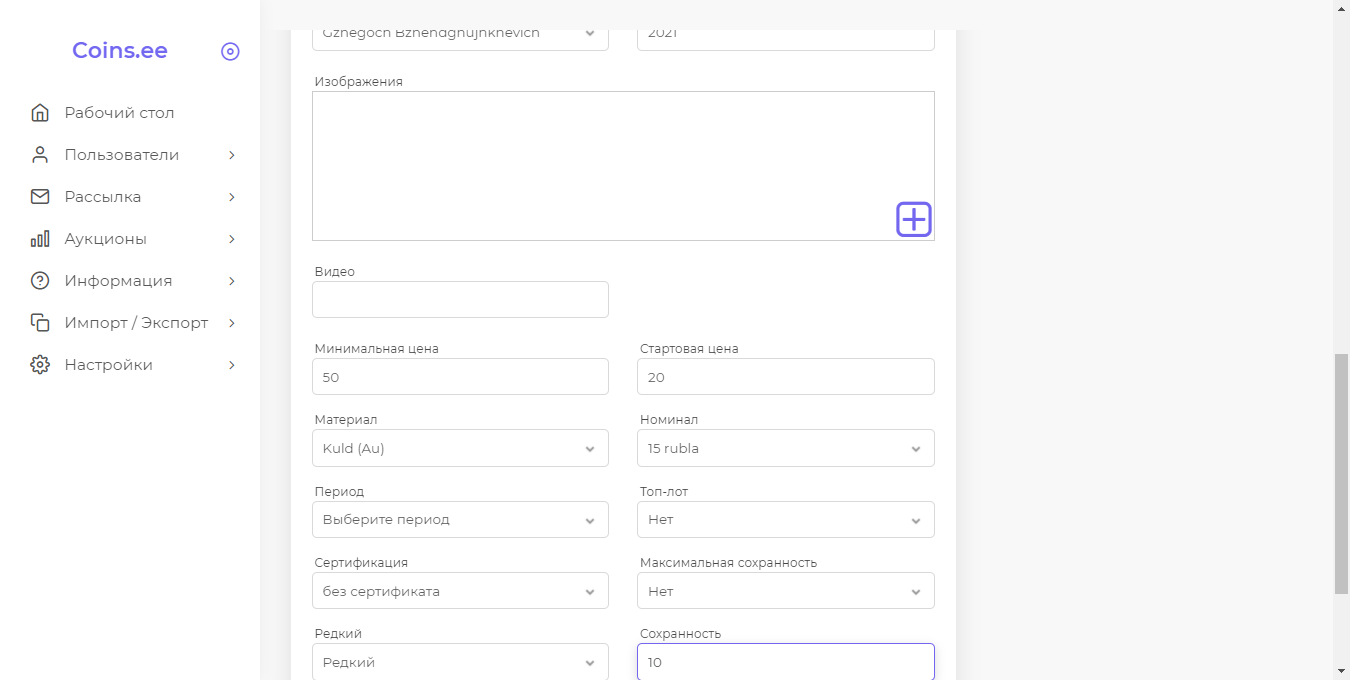 Coins.ee
Рабочий стол
Пользователи
Рассылка
Аукционы
Информация
Импорт / Экспорт
Настройки
2021
Изображения
Видео
Минимальная цена
Стартовая цена
50
20
Материал
Номинал
Kuld (Au)
15 rubla
Период
Топ-лот
Выберите период
Нет
Сертификация
Максимальная сохранность
без сертификата
Нет
Редкий
Сохранность
Редкий
10